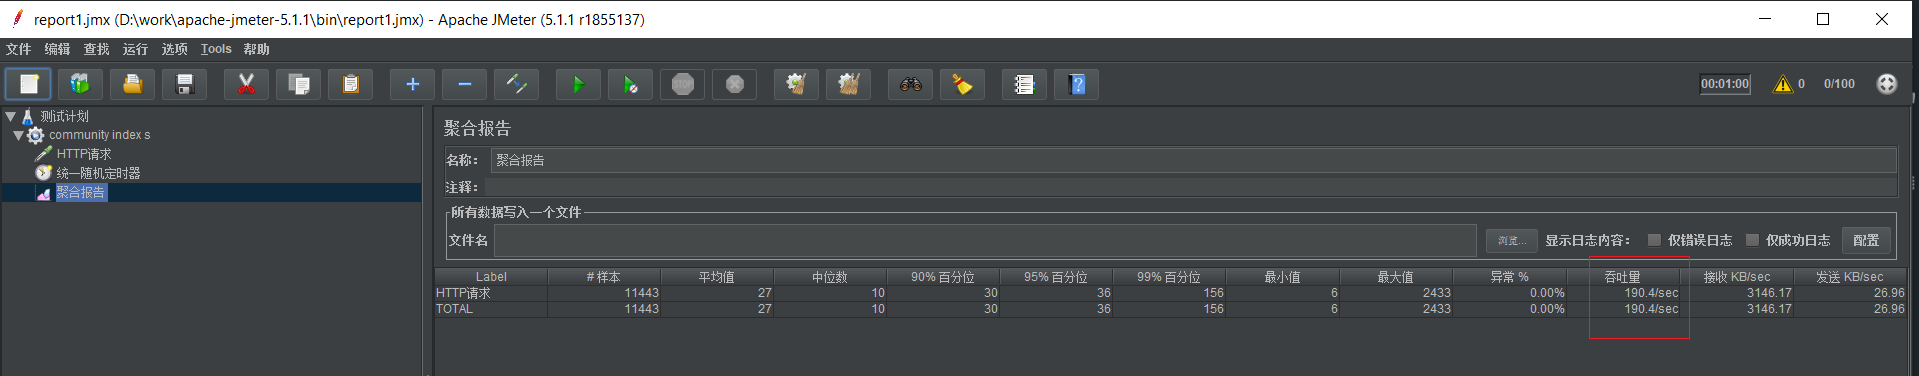 report1.jmx (D:\work\apache-jmeter-5.1.1\bin\report1.jmx) - Apache JMeter (5.1.1 r1855137)
文件 编辑 查找 运行 选项 Tools 帮助
STOP 00:01:00 0 0/100
测试计划
community index s
HTTP请求
统一随机定时器
聚合报告
聚合报告
名称: 聚合报告
注释:
所有数据写入一个文件
文件名 浏览... 显示日志内容: 仅错误日志 仅成功日志 配置
Label # 样本 平均值 中位数 90% 百分位 95% 百分位 99% 百分位 最小值 最大值 异常 % 吞吐量 接收 KB/sec 发送 KB/sec
HTTP请求 11443 27 10 30 36 156 6 2433 0.00% 190.4/sec 3146.17 26.96
TOTAL 11443 27 10 30 36 156 6 2433 0.00% 190.4/sec 3146.17 26.96